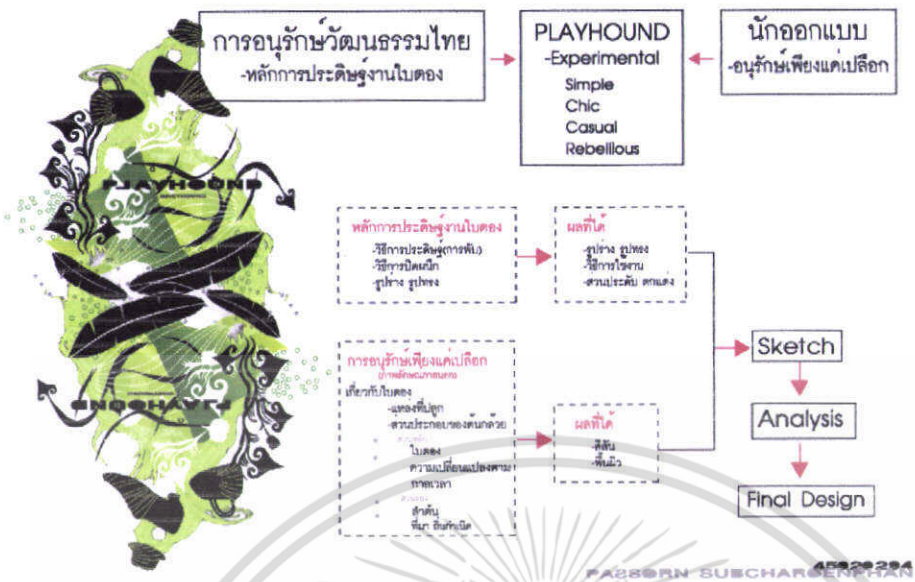 การอนุรักษ์วัฒนธรรมไทย
-หลักการประดิษฐ์งานใบตอง
PLAYHOUND
-Experimental
Simple
Chic
Casual
Rebellious
นักออกแบบ
-อนุรักษ์เพียงแค่เปลือก
PLAYHOUND
หลักการประดิษฐ์งานใบตอง
-วิธีการประดิษฐ์(การพับ)
-วิธีการปิดผนึก
-รูปร่าง รูปทรง
ผลที่ได้
-รูปร่าง รูปทรง
-วิธีการใช้งาน
-ส่วนประดับ ตกแต่ง
การอนุรักษ์เพียงแค่เปลือก
เกี่ยวกับใบตอง
-แหล่งที่ปลูก
-ส่วนประกอบของต้นกล้วย
ใบตอง
ความเปลี่ยนแปลงตาม
กาลเวลา
ลำต้น
ที่มา ถิ่นกำเนิด
ผลที่ได้
-สีสัน
-พื้นผิว
Sketch
Analysis
Final Design
PLAYHOUND
45626294
PASSORN SUBCHAROENPHAN